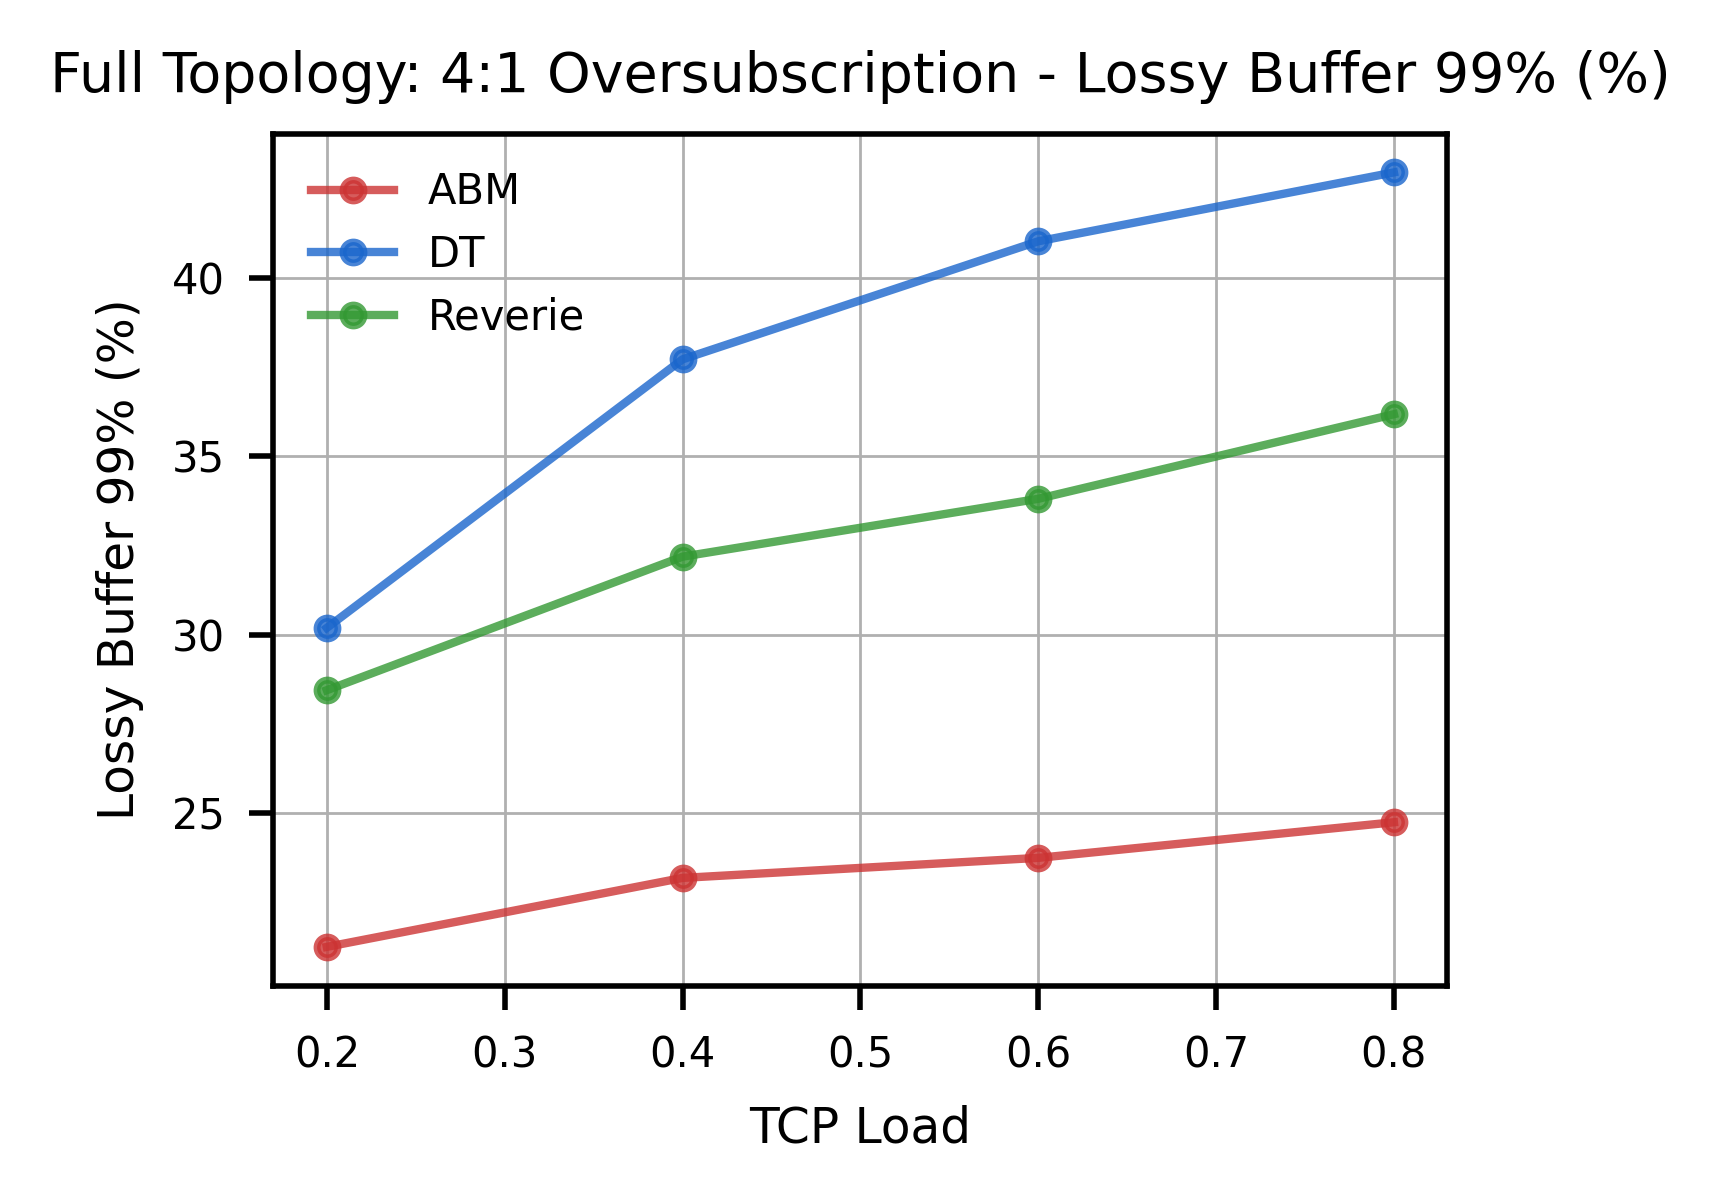 Full Topology: 4:1 Oversubscription - Lossy Buffer 99% (%)
ABM
DT
Reverie
Lossy Buffer 99% (%)
40
35
30
25
0.2 0.3 0.4 0.5 0.6 0.7 0.8
TCP Load